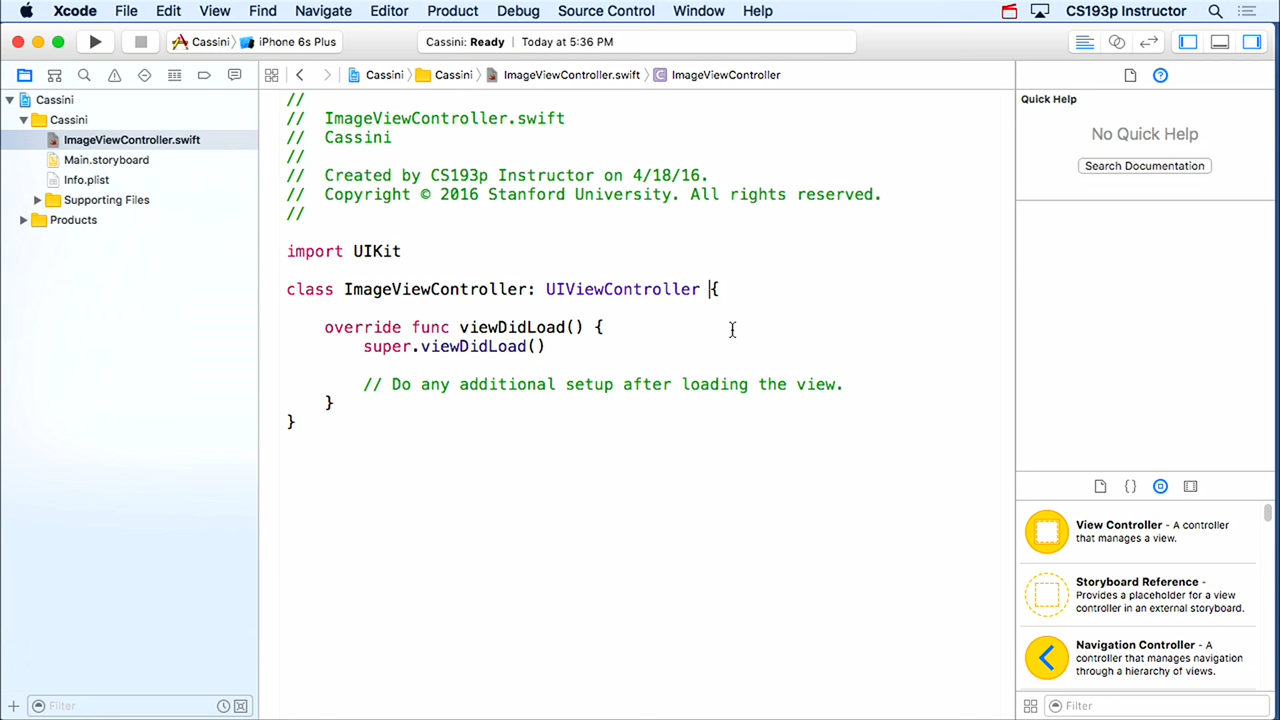 Xcode File Edit View Find Navigate Editor Product Debug Source Control Window Help CS193p Instructor
Cassini iPhone 6s Plus Cassini: Ready | Today at 5:36 PM
Cassini Cassini ImageViewController.swift ImageViewController
Cassini
Cassini
ImageViewController.swift
Main.storyboard
Info.plist
Supporting Files
Products
Filter
//
// ImageViewController.swift
// Cassini
//
// Created by CS193p Instructor on 4/18/16.
// Copyright © 2016 Stanford University. All rights reserved.
//
import UIKit
class ImageViewController: UIViewController {
override func viewDidLoad() {
super.viewDidLoad()
// Do any additional setup after loading the view.
}
}
Quick Help
No Quick Help
Search Documentation
{}
View Controller - A controller
that manages a view.
Storyboard Reference -
Provides a placeholder for a view
controller in an external storyboard.
Navigation Controller - A
controller that manages navigation
through a hierarchy of views.
Filter